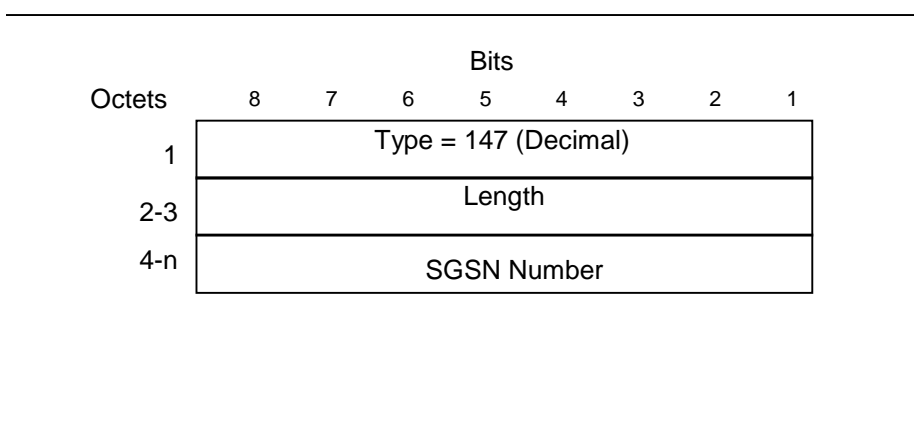 Bits
Octets 8 7 6 5 4 3 2 1
1 Type = 147 (Decimal)
2-3 Length
4-n SGSN Number